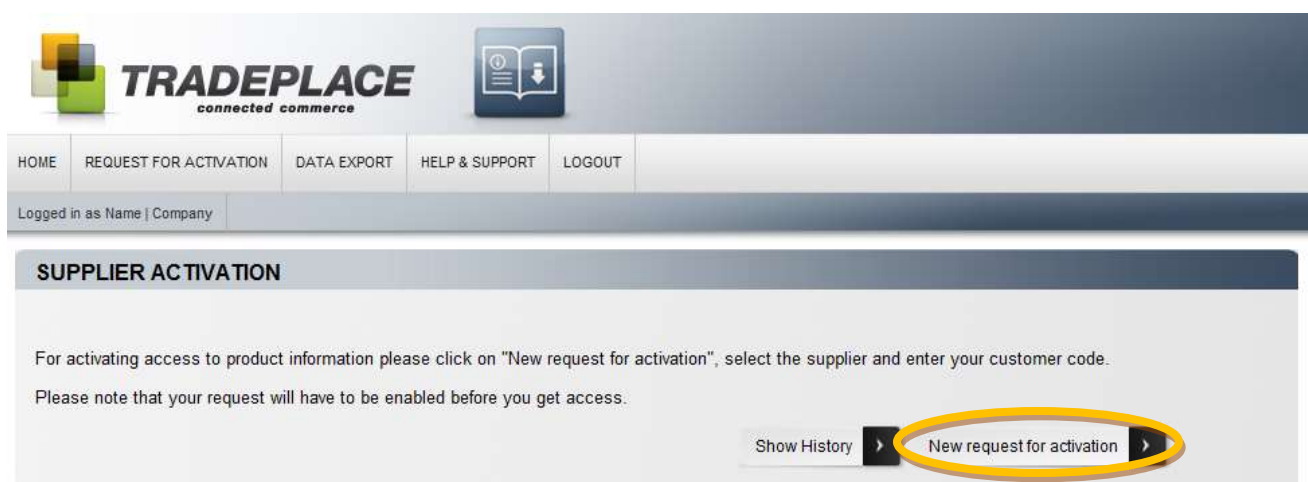 TRADEPLACE
connected commerce
HOME REQUEST FOR ACTIVATION DATA EXPORT HELP & SUPPORT LOGOUT
Logged in as Name | Company
SUPPLIER ACTIVATION
For activating access to product information please click on "New request for activation", select the supplier and enter your customer code.
Please note that your request will have to be enabled before you get access.
Show History New request for activation